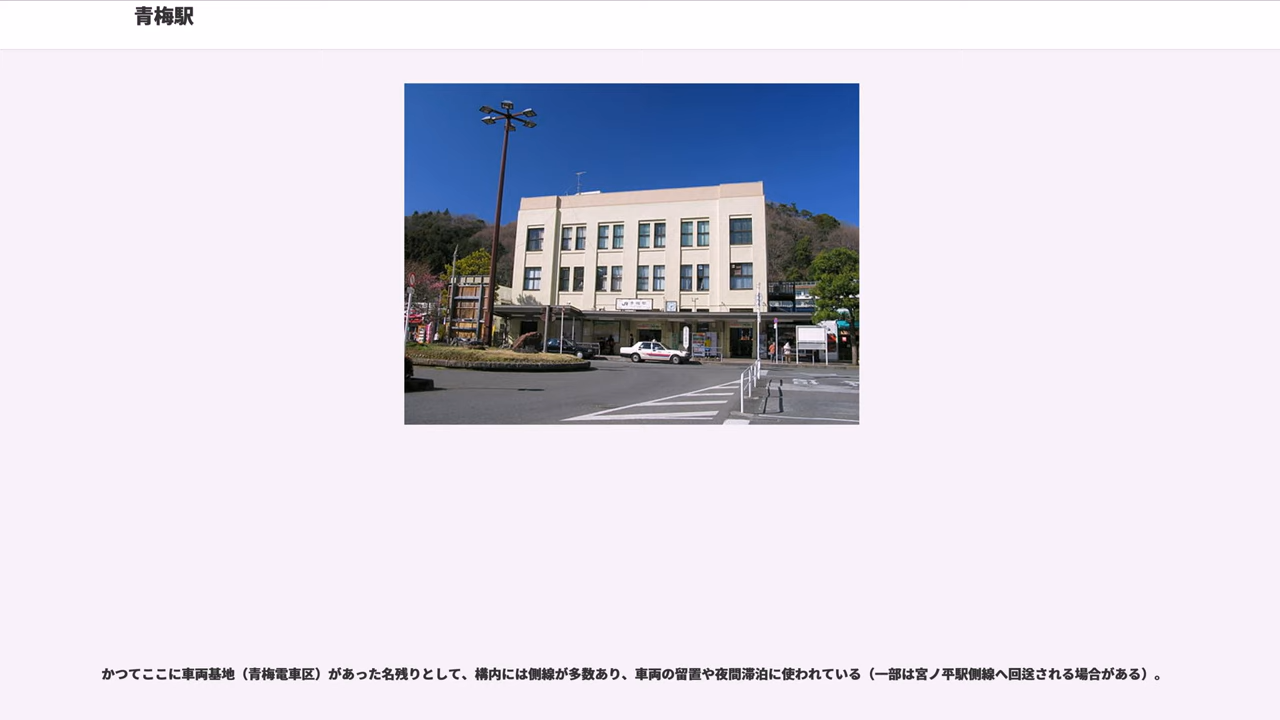 青梅駅
JR 青梅駅
かつてここに車両基地（青梅電車区）があった名残りとして、構内には側線が多数あり、車両の留置や夜間滞泊に使われている（一部は宮ノ平駅側線へ回送される場合がある）。